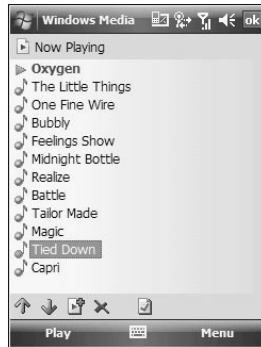 Windows Media ok
Now Playing
Oxygen
The Little Things
One Fine Wire
Bubbly
Feelings Show
Midnight Bottle
Realize
Battle
Tailor Made
Magic
Tied Down
Capri
Play Menu